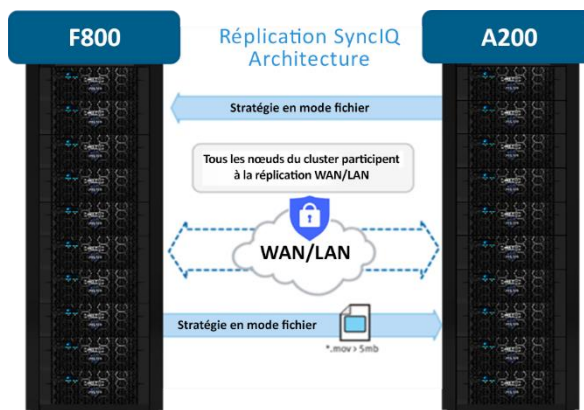 F800
Réplication SyncIQ
Architecture
A200
Stratégie en mode fichier
Tous les nœuds du cluster participent
à la réplication WAN/LAN
WAN/LAN
Stratégie en mode fichier
*.mov > 5mb